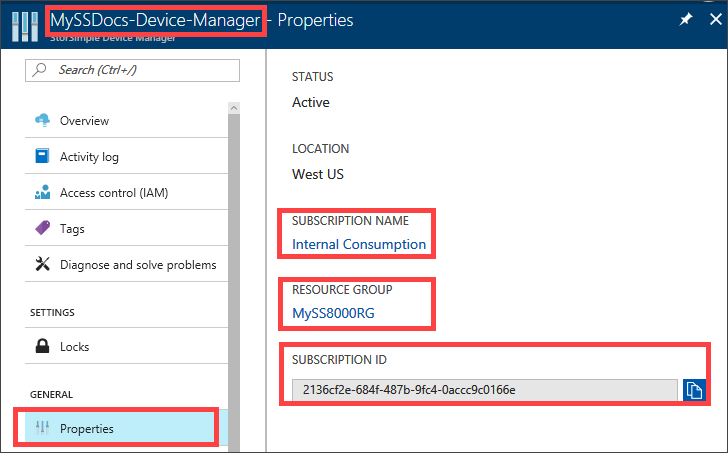 MySSDocs-Device-Manager - Properties
StorSimple Device Manager
Search (Ctrl+/)
Overview
Activity log
Access control (IAM)
Tags
Diagnose and solve problems
SETTINGS
Locks
GENERAL
Properties
STATUS
Active
LOCATION
West US
SUBSCRIPTION NAME
Internal Consumption
RESOURCE GROUP
MySS8000RG
SUBSCRIPTION ID
2136cf2e-684f-487b-9fc4-0accc9c0166e